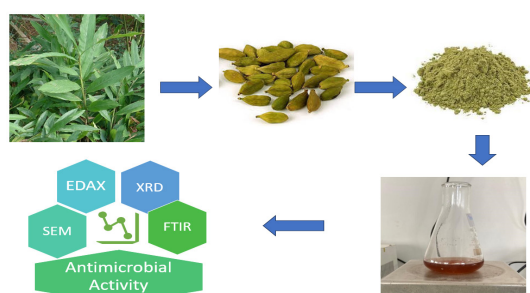 EDAX
XRD
SEM
FTIR
Antimicrobial
Activity